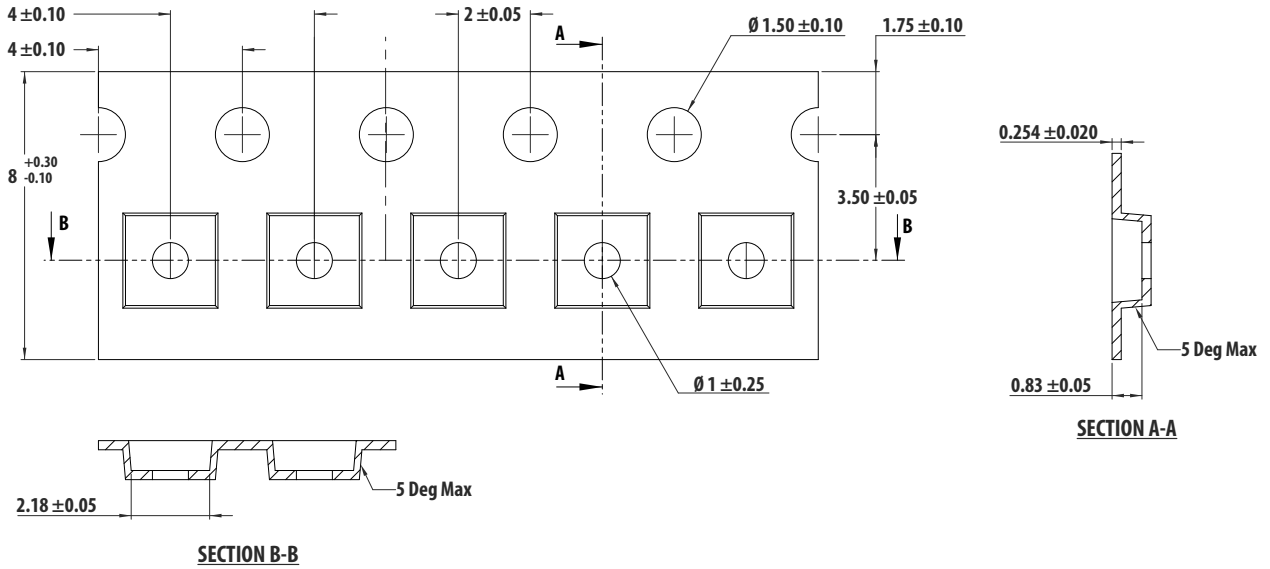 4 ±0.10
2 ±0.05
A
Ø 1.50 ±0.10
1.75 ±0.10
4 ±0.10
8 +0.30 -0.10
0.254 ±0.020
3.50 ±0.05
B
B
A
Ø 1 ±0.25
5 Deg Max
0.83 ±0.05
SECTION A-A
5 Deg Max
2.18 ±0.05
SECTION B-B